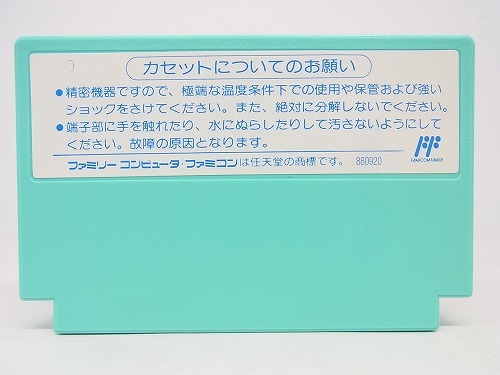 カセットについてのお願い
●精密機器ですので、極端な温度条件下での使用や保管および強い
ショックをさけてください。また、絶対に分解しないでください。
●端子部に手を触れたり、水にぬらしたりして汚さないようにして
ください。故障の原因となります。
ファミリー コンピュータ・ファミコンは任天堂の商標です。 880920
FAMICOM FAMILY